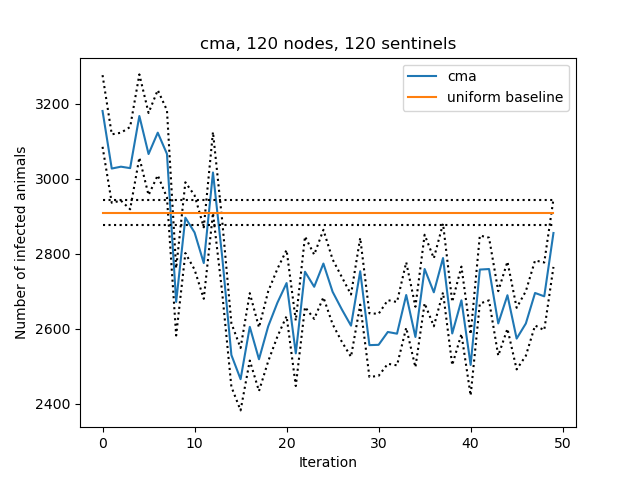 cma, 120 nodes, 120 sentinels
cma
uniform baseline
Number of infected animals
3200
3000
2800
2600
2400
0 10 20 30 40 50
Iteration